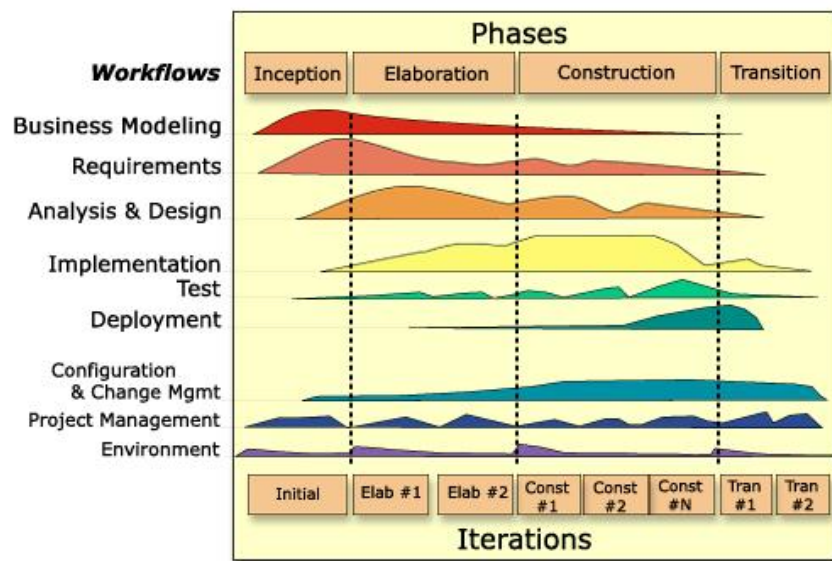 Phases
Workflows
Inception
Elaboration
Construction
Transition
Business Modeling
Requirements
Analysis & Design
Implementation
Test
Deployment
Configuration
& Change Mgmt
Project Management
Environment
Initial
Elab #1
Elab #2
Const
#1
Const
#2
Const
#N
Tran
#1
Tran
#2
Iterations